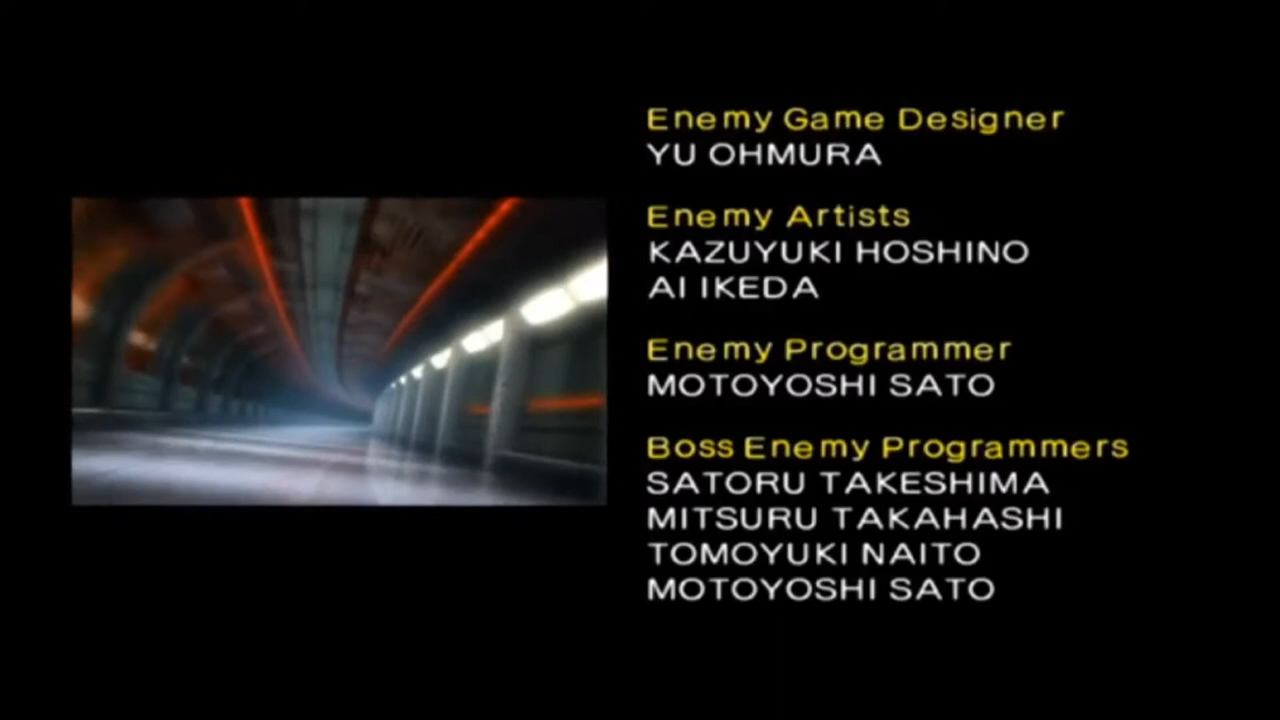 Enemy Game Designer
YU OHMURA
Enemy Artists
KAZUYUKI HOSHINO
AI IKEDA
Enemy Programmer
MOTOYOSHI SATO
Boss Enemy Programmers
SATORU TAKESHIMA
MITSURU TAKAHASHI
TOMOYUKI NAITO
MOTOYOSHI SATO